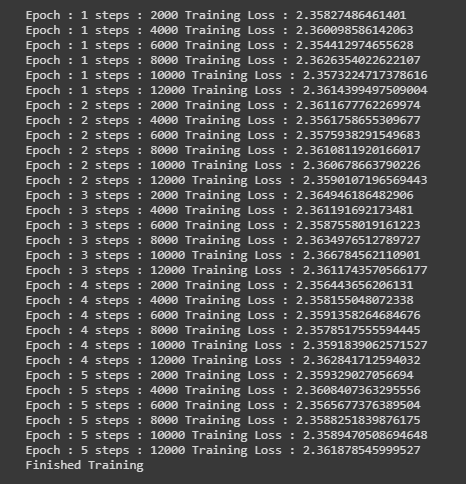 Epoch : 1 steps : 2000 Training Loss : 2.35827486461401
Epoch : 1 steps : 4000 Training Loss : 2.360098586142063
Epoch : 1 steps : 6000 Training Loss : 2.354412974655628
Epoch : 1 steps : 8000 Training Loss : 2.3626354022622107
Epoch : 1 steps : 10000 Training Loss : 2.3573224717378616
Epoch : 1 steps : 12000 Training Loss : 2.3614399497509004
Epoch : 2 steps : 2000 Training Loss : 2.3611677762269974
Epoch : 2 steps : 4000 Training Loss : 2.3561758655309677
Epoch : 2 steps : 6000 Training Loss : 2.3575938291549683
Epoch : 2 steps : 8000 Training Loss : 2.3610811920166017
Epoch : 2 steps : 10000 Training Loss : 2.360678663790226
Epoch : 2 steps : 12000 Training Loss : 2.3590107196569443
Epoch : 3 steps : 2000 Training Loss : 2.364946186482906
Epoch : 3 steps : 4000 Training Loss : 2.361191692173481
Epoch : 3 steps : 6000 Training Loss : 2.3587558019161223
Epoch : 3 steps : 8000 Training Loss : 2.3634976512789727
Epoch : 3 steps : 10000 Training Loss : 2.366784562110901
Epoch : 3 steps : 12000 Training Loss : 2.3611743570566177
Epoch : 4 steps : 2000 Training Loss : 2.356443656206131
Epoch : 4 steps : 4000 Training Loss : 2.358155048072338
Epoch : 4 steps : 6000 Training Loss : 2.3591358264684676
Epoch : 4 steps : 8000 Training Loss : 2.3578517555594445
Epoch : 4 steps : 10000 Training Loss : 2.3591839062571527
Epoch : 4 steps : 12000 Training Loss : 2.362841712594032
Epoch : 5 steps : 2000 Training Loss : 2.359329027056694
Epoch : 5 steps : 4000 Training Loss : 2.3608407363295556
Epoch : 5 steps : 6000 Training Loss : 2.3565677376389504
Epoch : 5 steps : 8000 Training Loss : 2.3588251839876175
Epoch : 5 steps : 10000 Training Loss : 2.3589470508694648
Epoch : 5 steps : 12000 Training Loss : 2.361878545999527
Finished Training